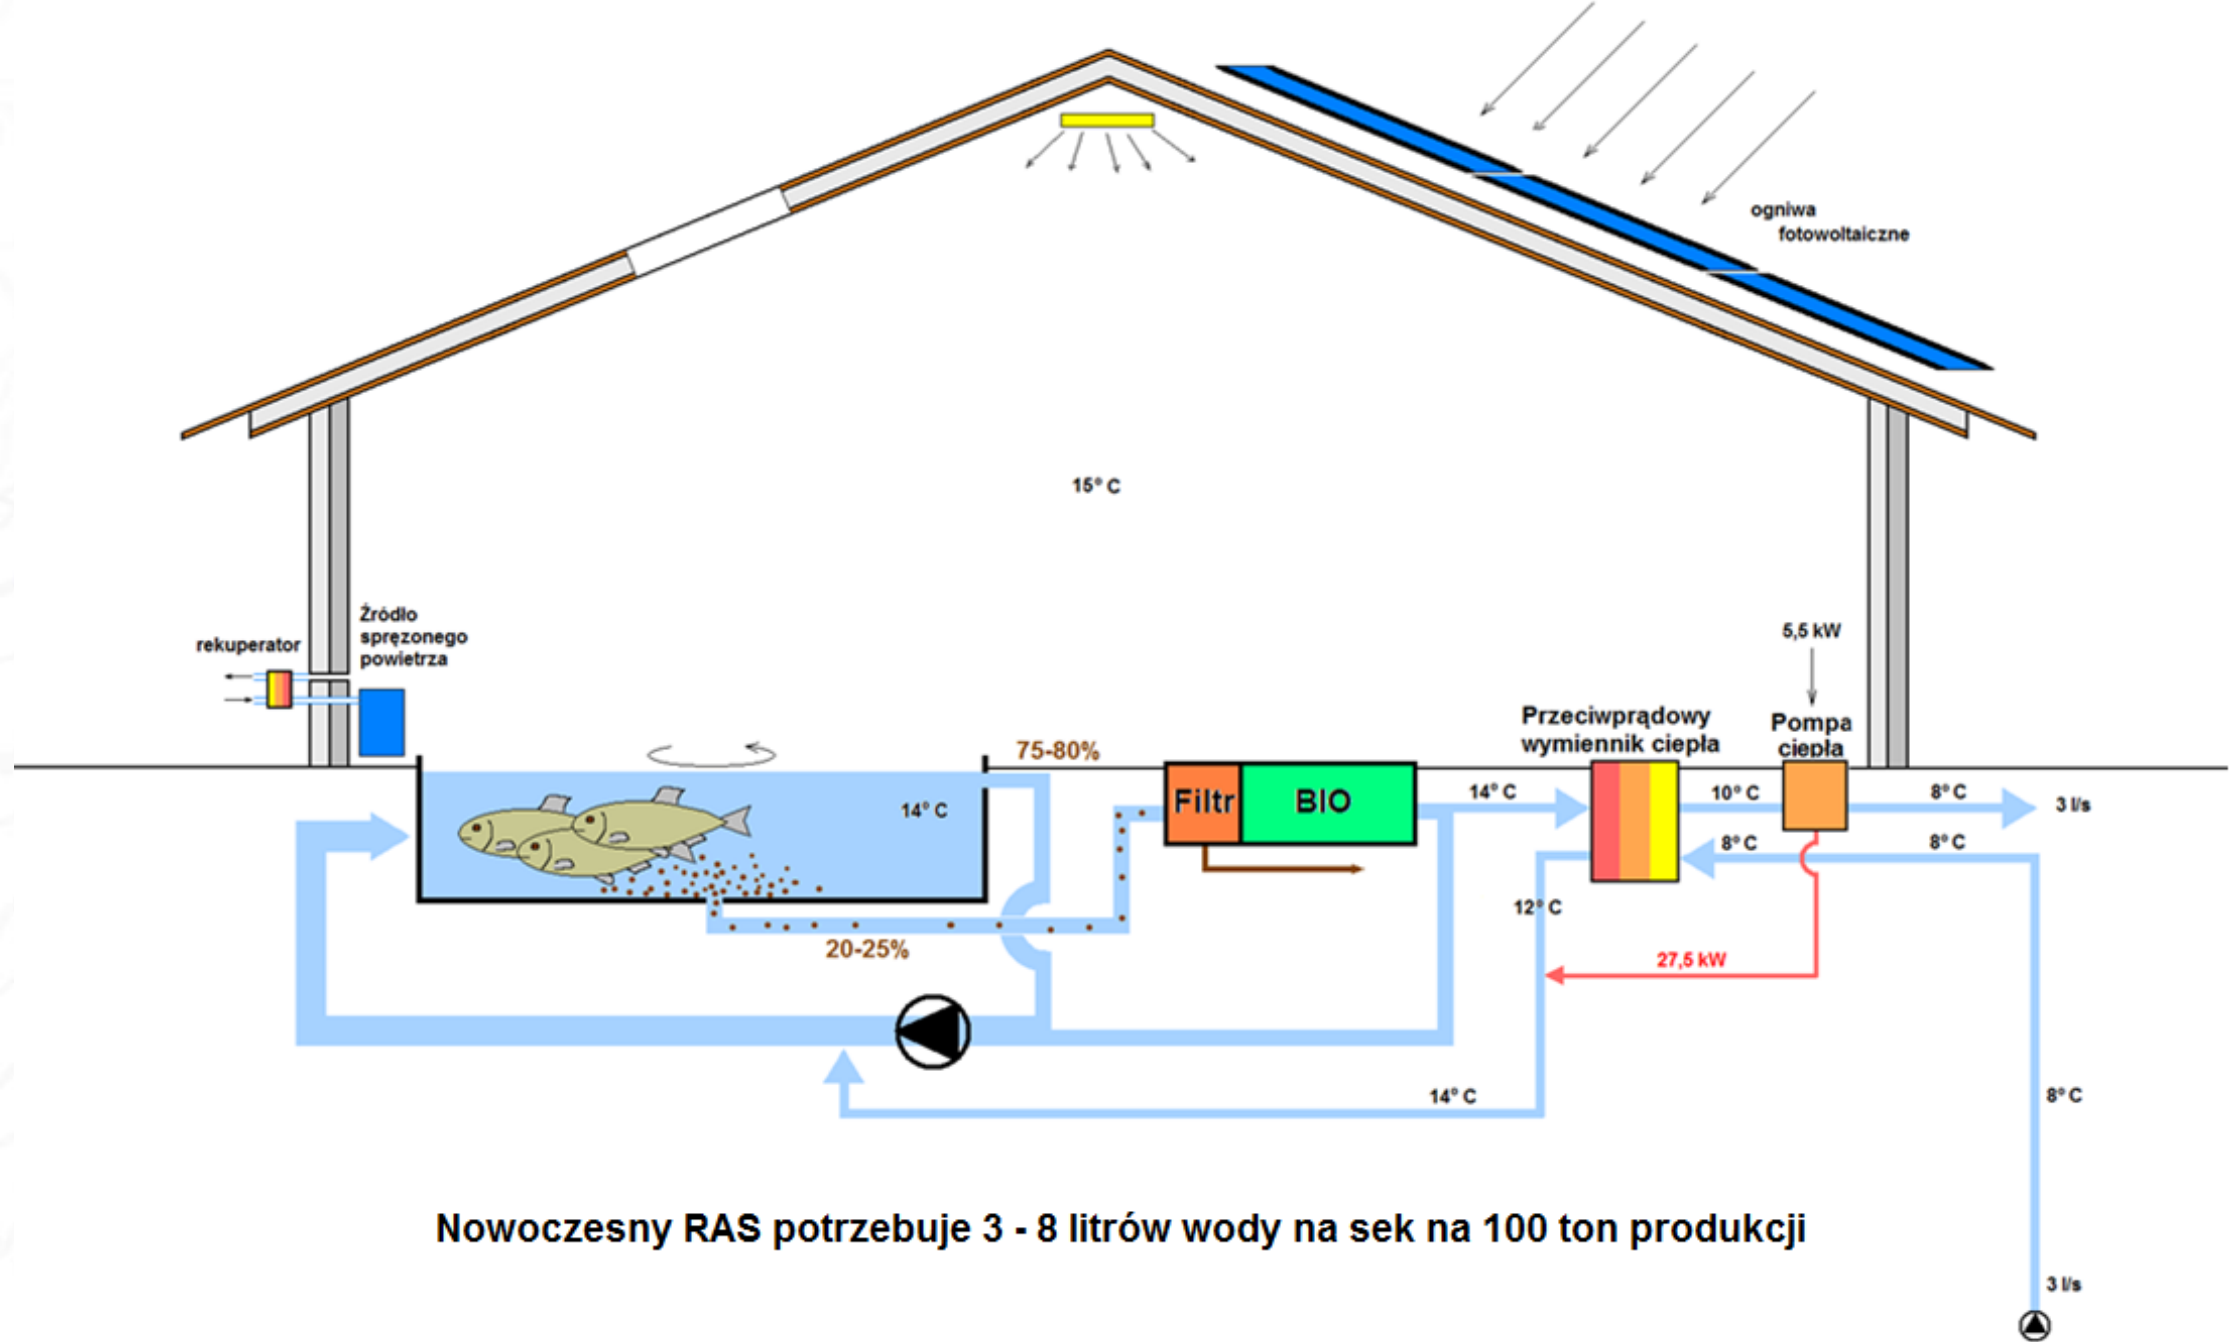 ogniwa
fotowoltaiczne
15° C
Źródło
spręzonego
powietrza
rekuperator
5,5 kW
Przeciwprądowy
wymiennik ciepła
Pompa
ciepła
75-80%
14° C
Filtr
BIO
14° C
10° C
8° C
3 l/s
8° C
8° C
12° C
20-25%
27,5 kW
14° C
8° C
Nowoczesny RAS potrzebuje 3 - 8 litrów wody na sek na 100 ton produkcji
3 l/s